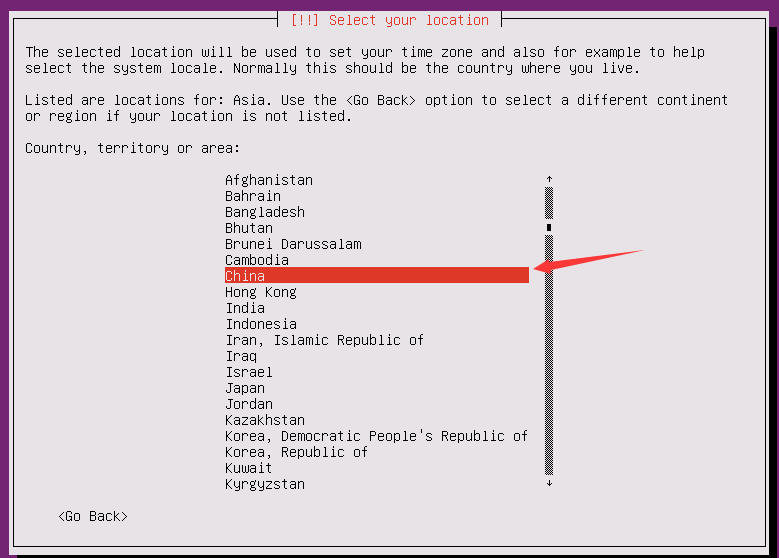 [!!] Select your location
The selected location will be used to set your time zone and also for example to help
select the system locale. Normally this should be the country where you live.
Listed are locations for: Asia. Use the <Go Back> option to select a different continent
or region if your location is not listed.
Country, territory or area:
Afghanistan
Bahrain
Bangladesh
Bhutan
Brunei Darussalam
Cambodia
China
Hong Kong
India
Indonesia
Iran, Islamic Republic of
Iraq
Israel
Japan
Jordan
Kazakhstan
Korea, Democratic People's Republic of
Korea, Republic of
Kuwait
Kyrgyzstan
<Go Back>